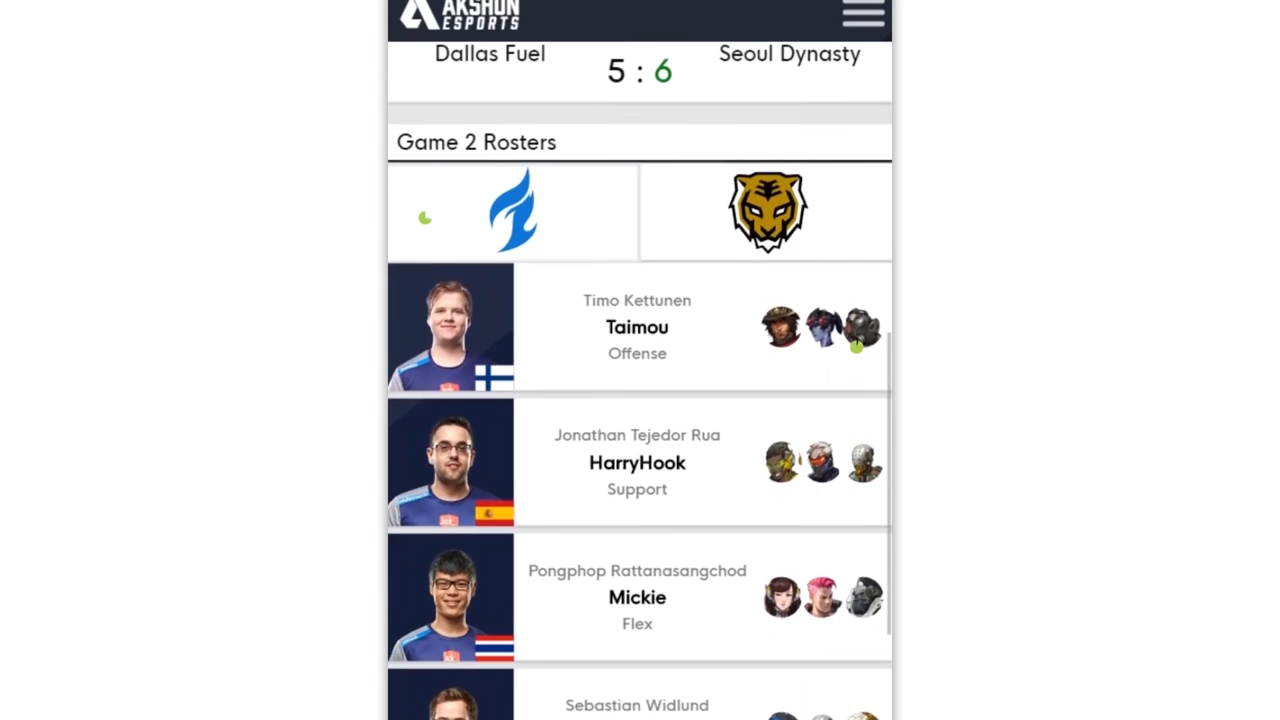 AKSHON
ESPORTS
Dallas Fuel
5 : 6
Seoul Dynasty
Game 2 Rosters
Timo Kettunen
Taimou
Offense
Jonathan Tejedor Rua
HarryHook
Support
Pongphop Rattanasangchod
Mickie
Flex
Sebastian Widlund